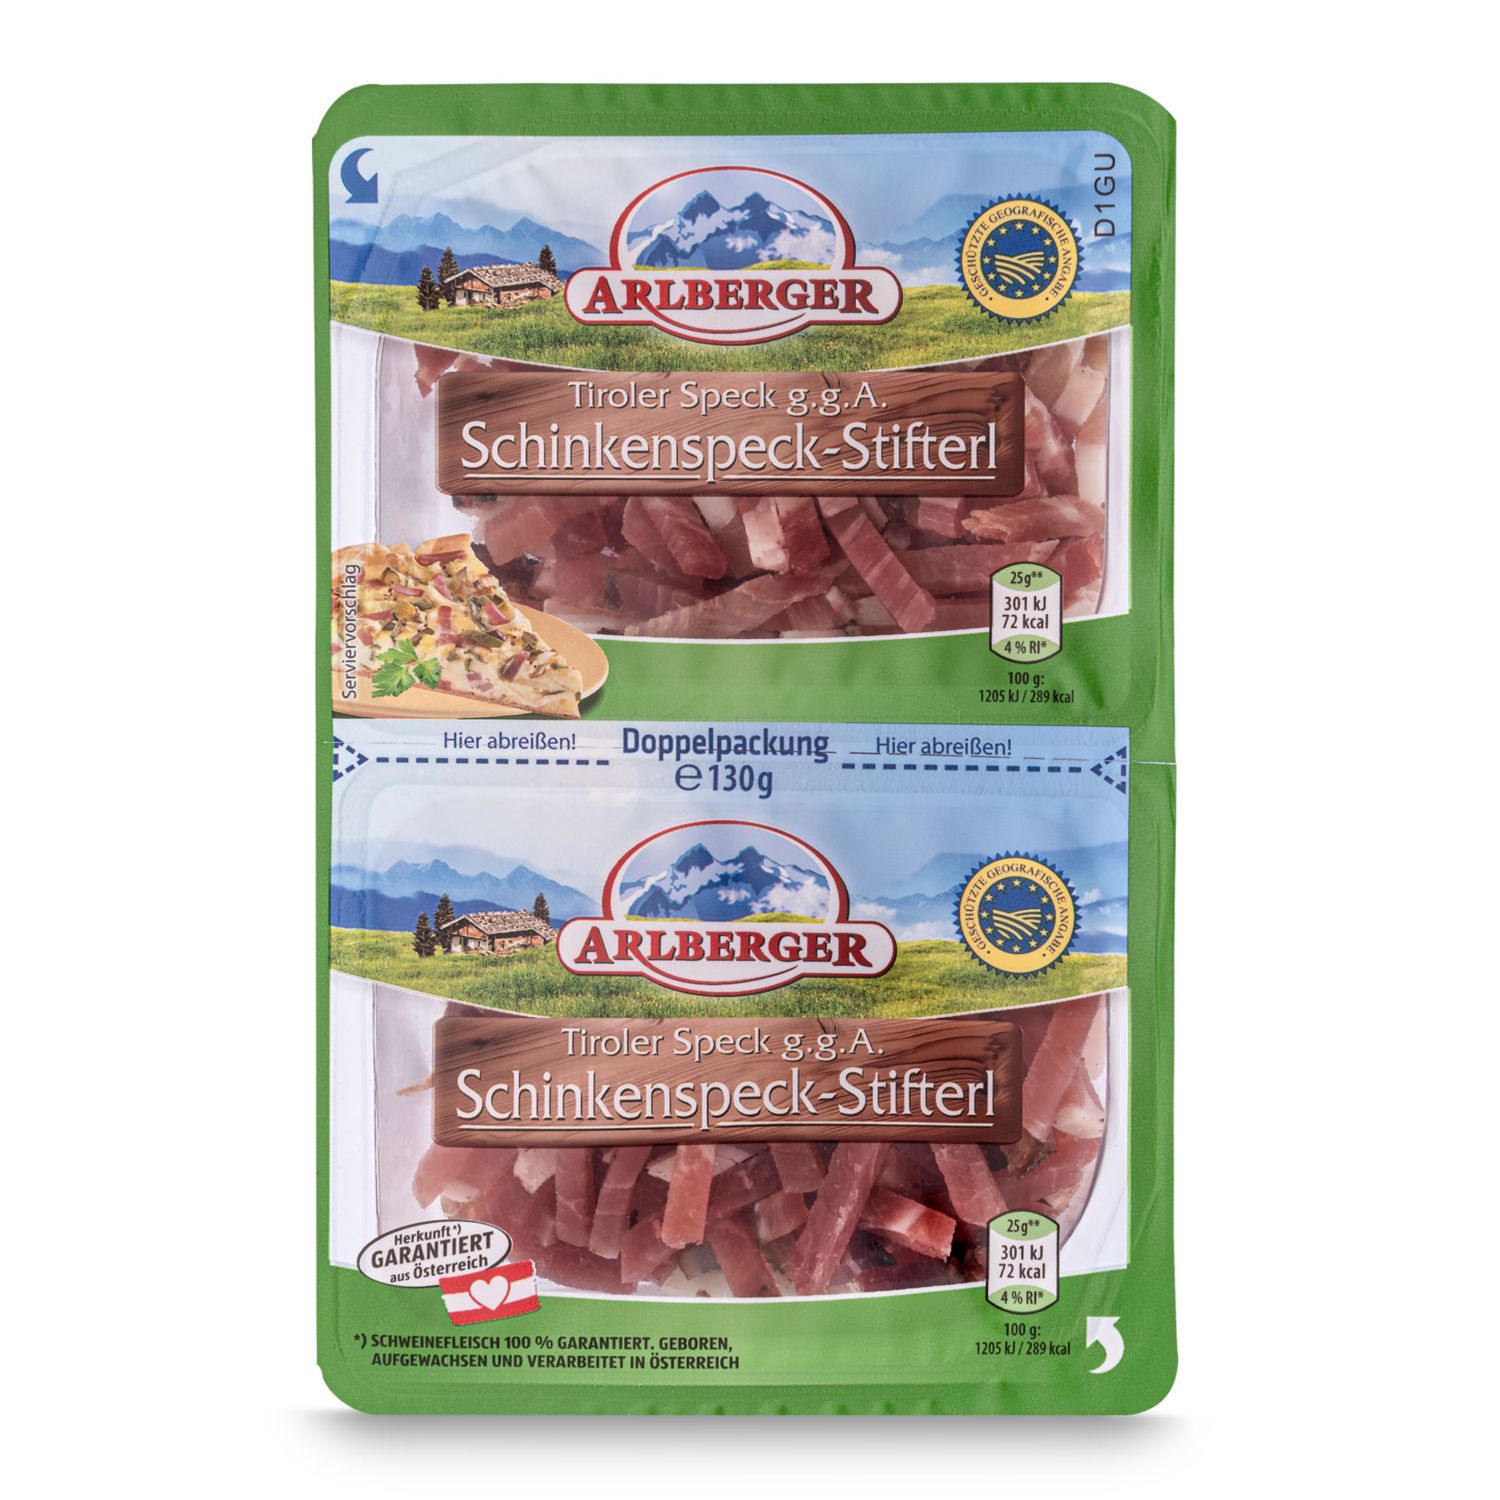 D1GU
ARLBERGER
· GESCHÜTZTE GEOGRAFISCHE ANGABE ·
Tiroler Speck g.g.A.
Schinkenspeck-Stifterl
Serviervorschlag
25g**
301 kJ
72 kcal
4 % RI*
100 g:
1205 kJ / 289 kcal
Hier abreißen!
Doppelpackung
Hier abreißen!
℮ 130g
ARLBERGER
· GESCHÜTZTE GEOGRAFISCHE ANGABE ·
Tiroler Speck g.g.A.
Schinkenspeck-Stifterl
Herkunft*)
GARANTIERT
aus Österreich
25g**
301 kJ
72 kcal
4 % RI*
100 g:
1205 kJ / 289 kcal
*) SCHWEINEFLEISCH 100 % GARANTIERT. GEBOREN,
AUFGEWACHSEN UND VERARBEITET IN ÖSTERREICH